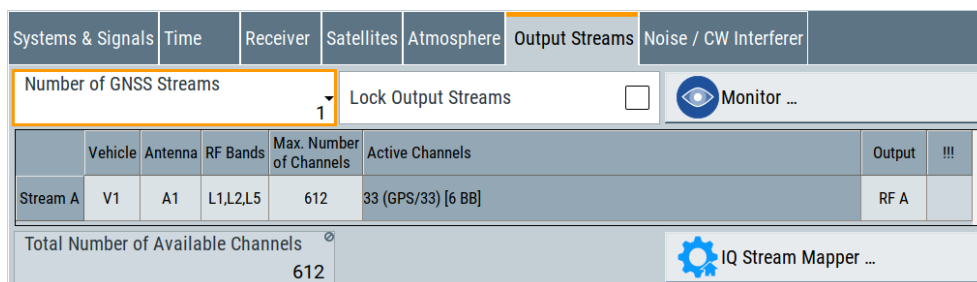 Systems & Signals Time Receiver Satellites Atmosphere Output Streams Noise / CW Interferer
Number of GNSS Streams
1
Lock Output Streams
Monitor ...
Vehicle Antenna RF Bands Max. Number of Channels Active Channels Output !!!
Stream A V1 A1 L1,L2,L5 612 33 (GPS/33) [6 BB] RF A
Total Number of Available Channels
612
IQ Stream Mapper ...